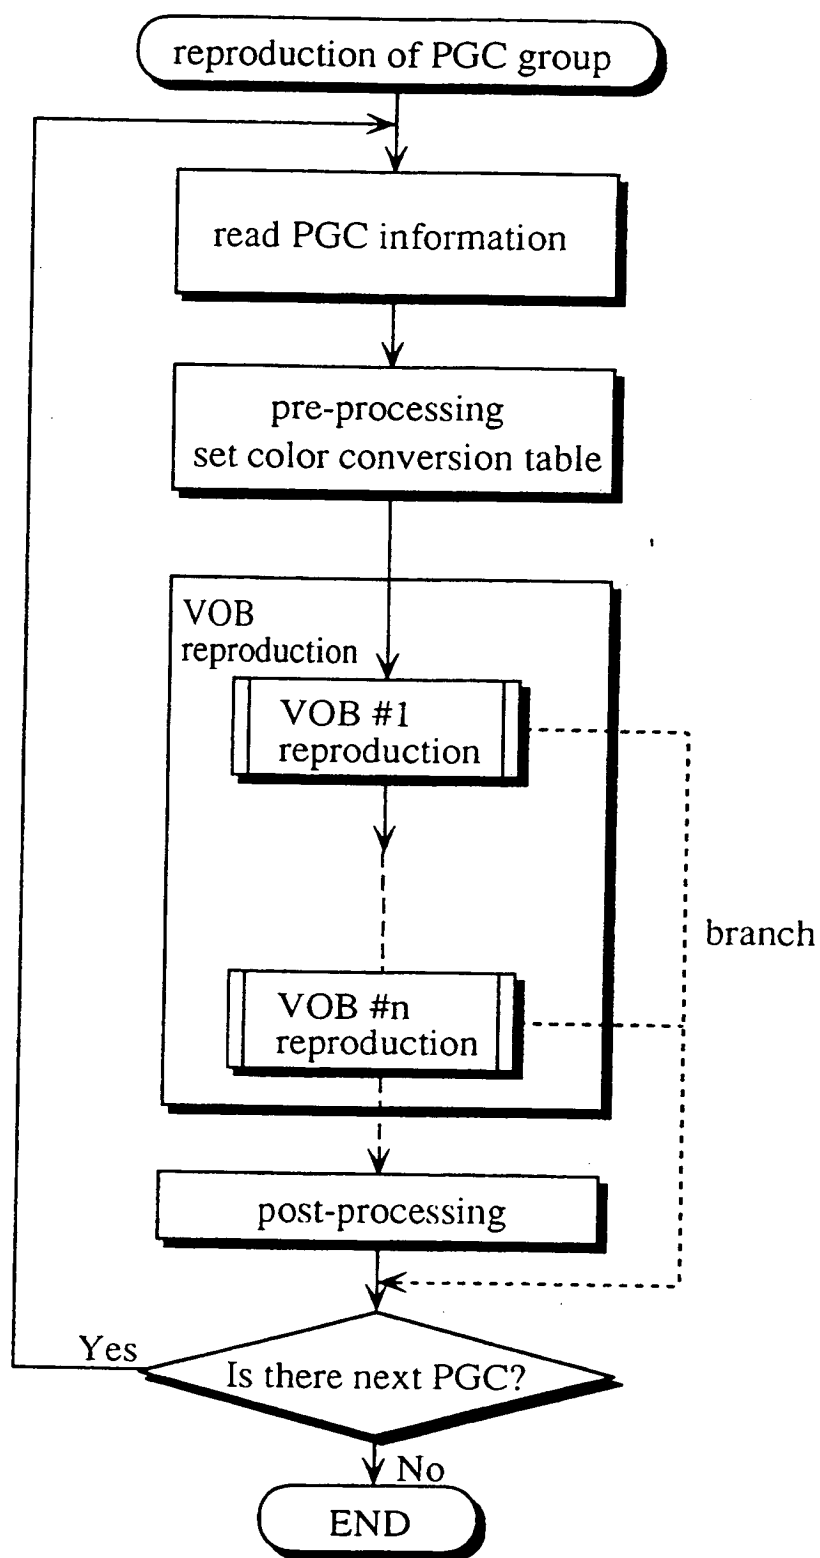 reproduction of PGC group
read PGC information
pre-processing
set color conversion table
VOB
reproduction
VOB #1
reproduction
branch
VOB #n
reproduction
post-processing
Yes
Is there next PGC?
No
END